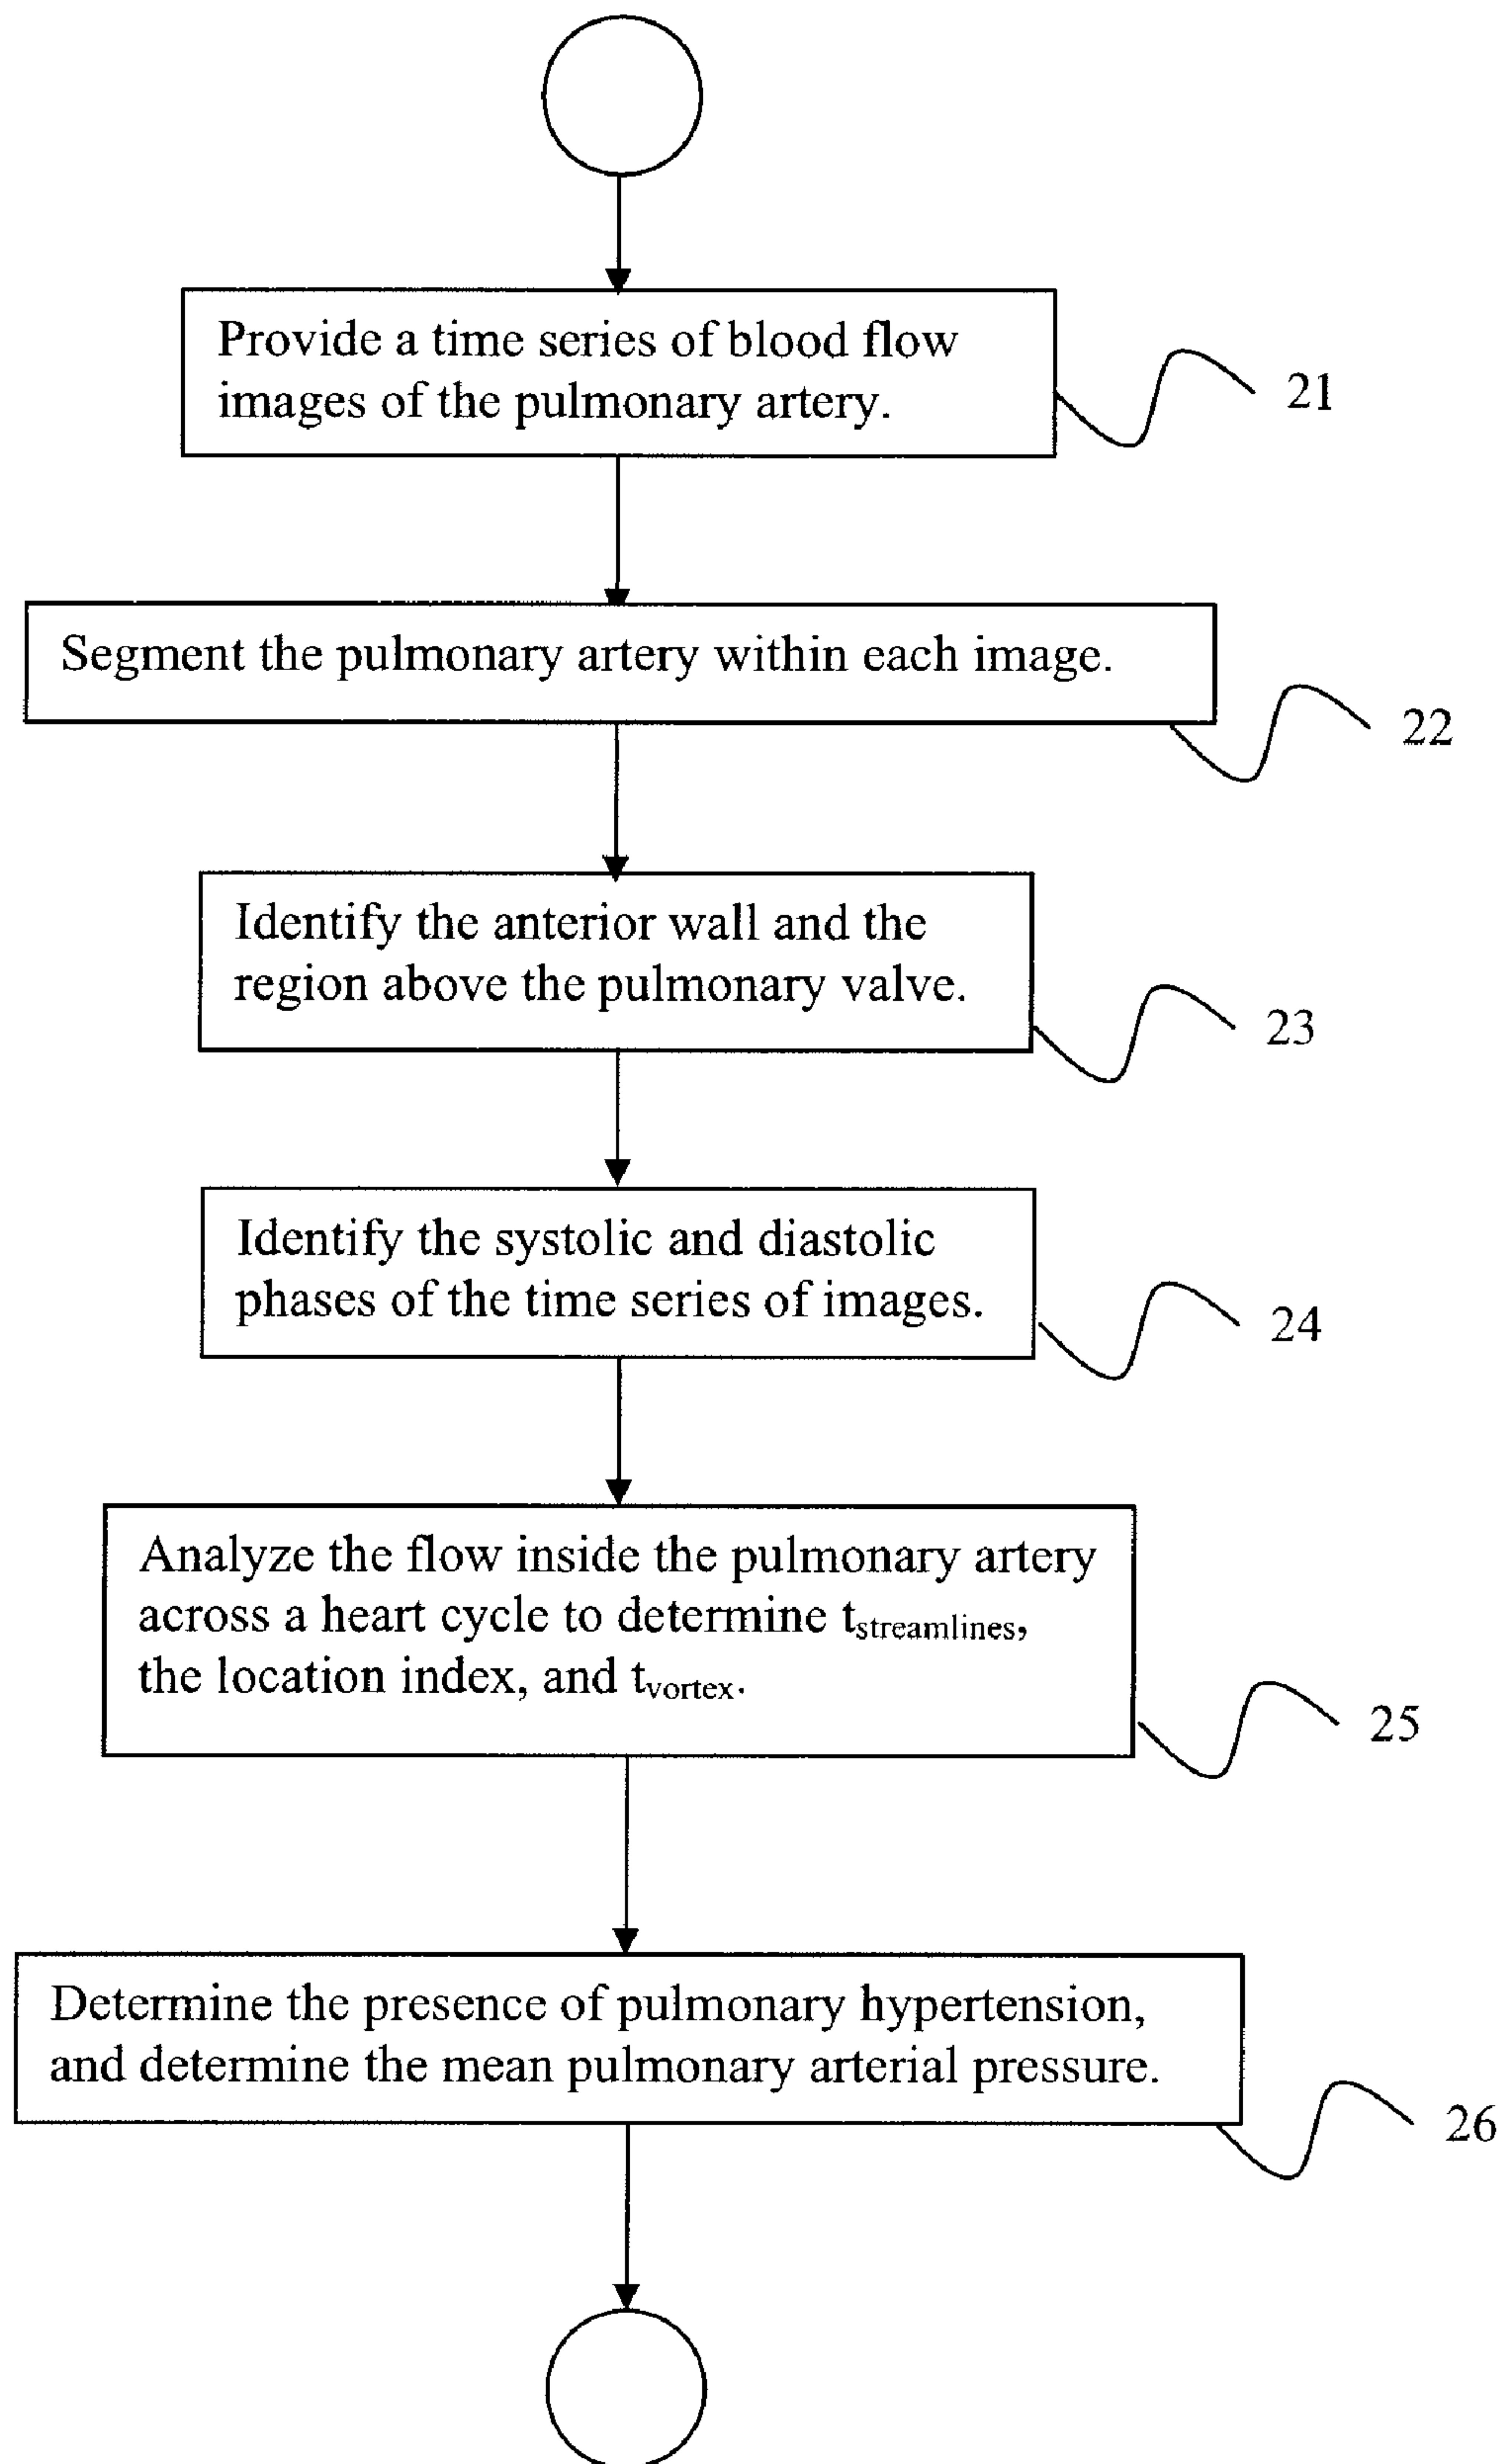 Provide a time series of blood flow
images of the pulmonary artery.
21
Segment the pulmonary artery within each image.
22
Identify the anterior wall and the
region above the pulmonary valve.
23
Identify the systolic and diastolic
phases of the time series of images.
24
Analyze the flow inside the pulmonary artery
across a heart cycle to determine tstreamlines,
the location index, and tvortex.
25
Determine the presence of pulmonary hypertension,
and determine the mean pulmonary arterial pressure.
26